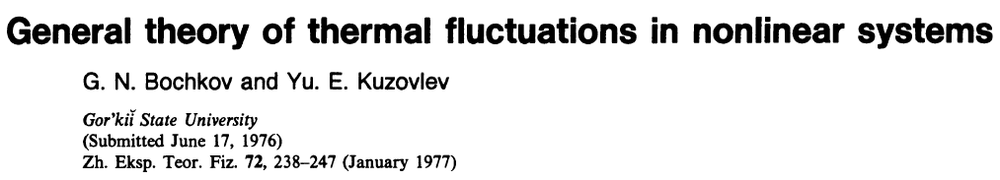 General theory of thermal fluctuations in nonlinear systems
G. N. Bochkov and Yu. E. Kuzovlev
Gor'kiĭ State University
(Submitted June 17, 1976)
Zh. Eksp. Teor. Fiz. 72, 238–247 (January 1977)